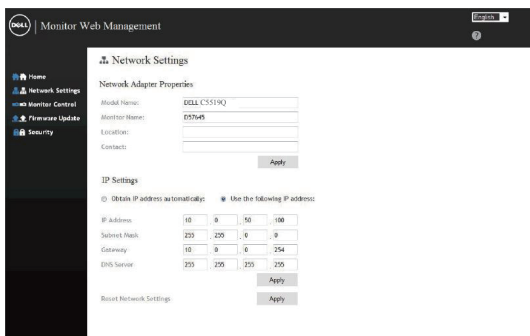 DELL | Monitor Web Management
English
?
Network Settings
Home
Network Settings
Monitor Control
Firmware Update
Security
Network Adapter Properties
Model Name: DELL C5519Q
Monitor Name: D57645
Location:
Contact:
Apply
IP Settings
Obtain IP address automatically: Use the following IP address:
IP Address 10 . 0 . 50 . 100
Subnet Mask 255 . 255 . 0 . 0
Gateway 10 . 0 . 0 . 254
DNS Server 255 . 255 . 255 . 255
Apply
Reset Network Settings Apply